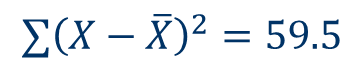 ∑(X − X̄)² = 59.5